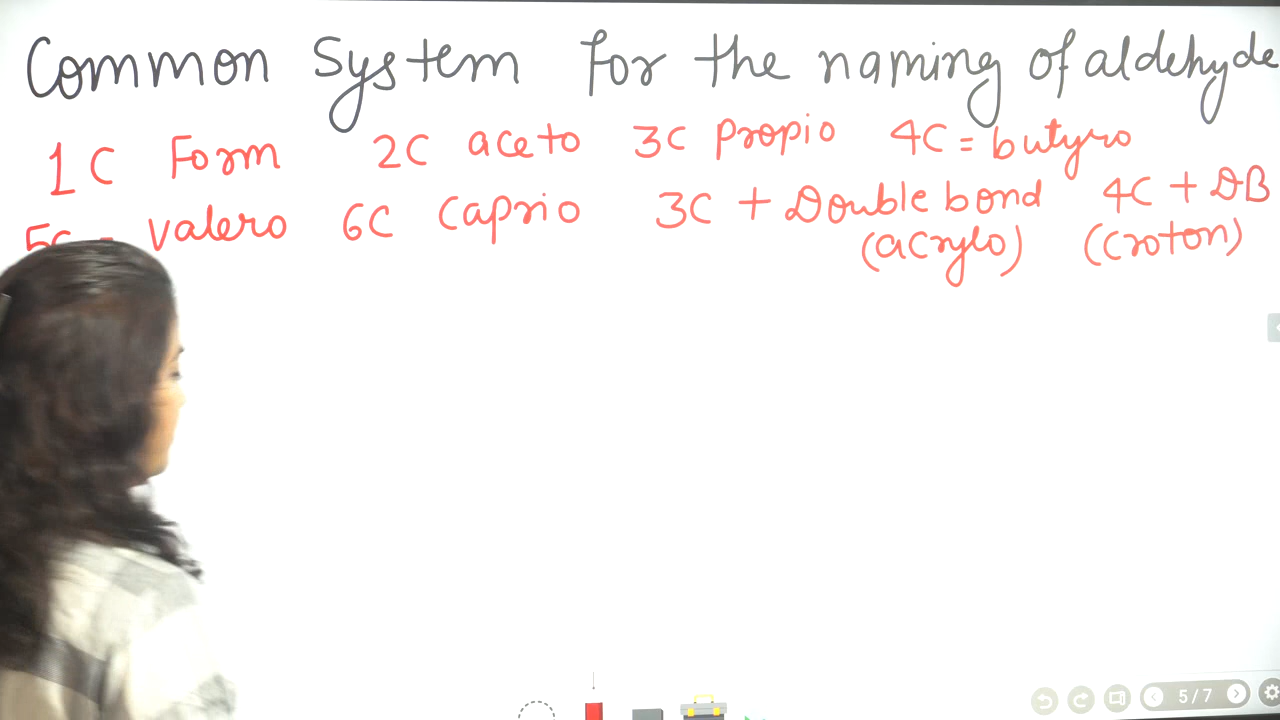 Common System for the naming of aldehyde
1C Form 2C aceto 3C Propio 4C = butyro
5C - Valero 6C Caprio 3C + Double bond 4C + DB
(acrylo) (Croton)
5/7